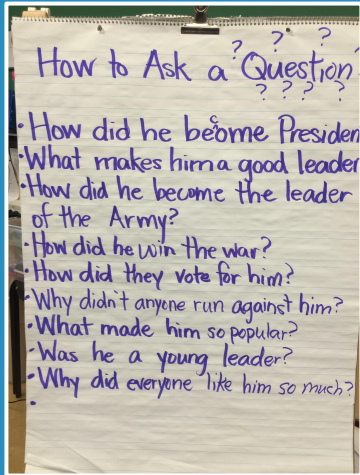 ? ? ?
How to Ask a ?Question
? ? ? ?
• How did he become Presiden
• What makes him a good leader
• How did he become the leader
of the Army?
• How did he win the war?
• How did they vote for him?
• Why didn't anyone run against him?
• What made him so popular?
• Was he a young leader?
• Why did everyone like him so much?
•